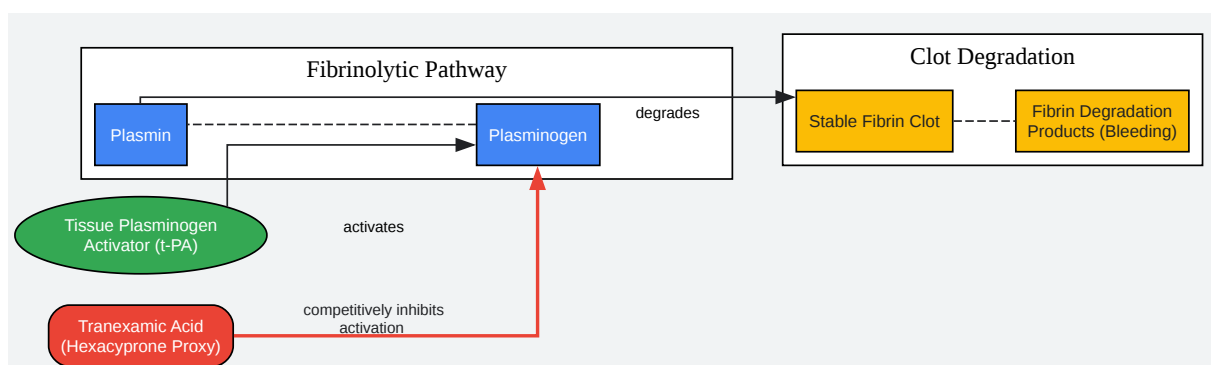 Fibrinolytic Pathway
Clot Degradation
Plasmin
Plasminogen
degrades
Stable Fibrin Clot
Fibrin Degradation
Products (Bleeding)
Tissue Plasminogen
Activator (t-PA)
activates
competitively inhibits
activation
Tranexamic Acid
(Hexacyprone Proxy)